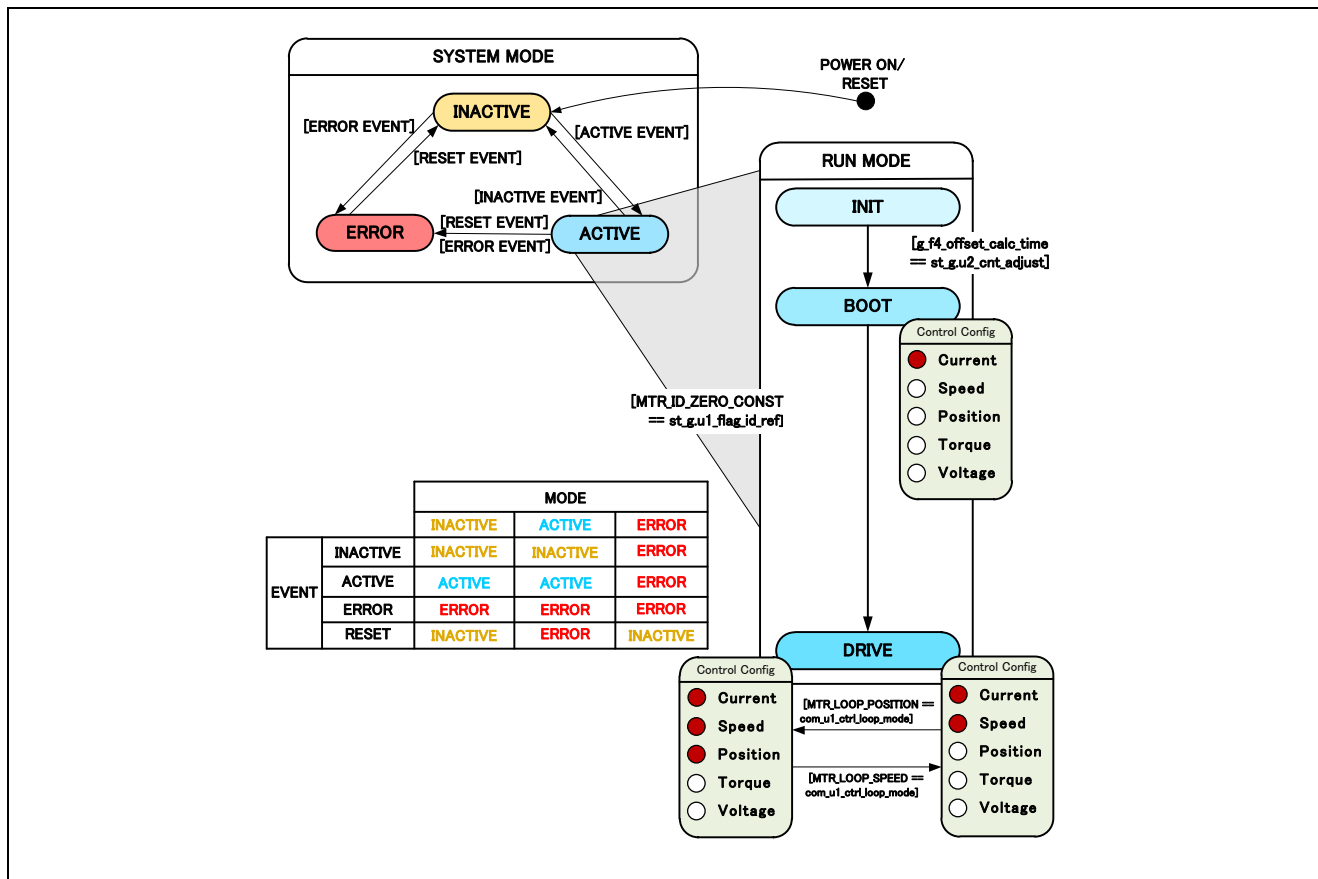 SYSTEM MODE
POWER ON/
RESET
INACTIVE
[ERROR EVENT]
[ACTIVE EVENT]
[RESET EVENT]
[INACTIVE EVENT]
[RESET EVENT]
ERROR
[ERROR EVENT]
ACTIVE
RUN MODE
INIT
[g_f4_offset_calc_time
== st_g.u2_cnt_adjust]
BOOT
Control Config
Current
Speed
Position
Torque
Voltage
[MTR_ID_ZERO_CONST
== st_g.u1_flag_id_ref]
MODE
INACTIVE ACTIVE ERROR
EVENT
INACTIVE INACTIVE INACTIVE ERROR
ACTIVE ACTIVE ACTIVE ERROR
ERROR ERROR ERROR ERROR
RESET INACTIVE ERROR INACTIVE
DRIVE
Control Config
Current
Speed
Position
Torque
Voltage
[MTR_LOOP_POSITION ==
com_u1_ctrl_loop_mode]
[MTR_LOOP_SPEED ==
com_u1_ctrl_loop_mode]
Control Config
Current
Speed
Position
Torque
Voltage